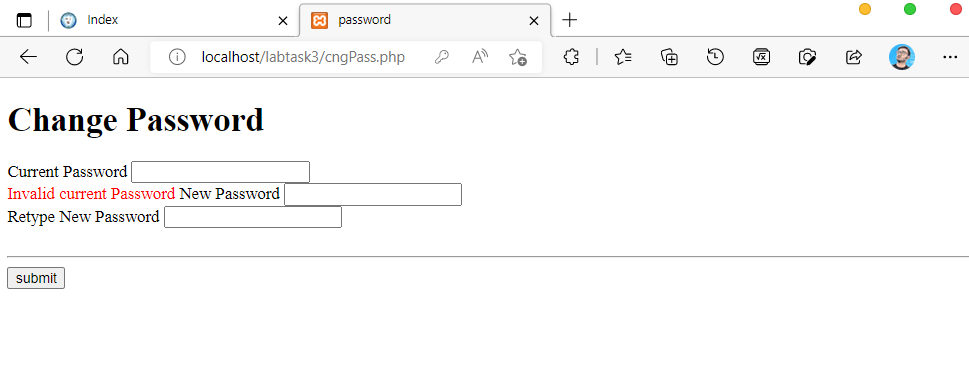 Index
password
localhost/labtask3/cngPass.php
Change Password
Current Password
Invalid current Password New Password
Retype New Password
submit